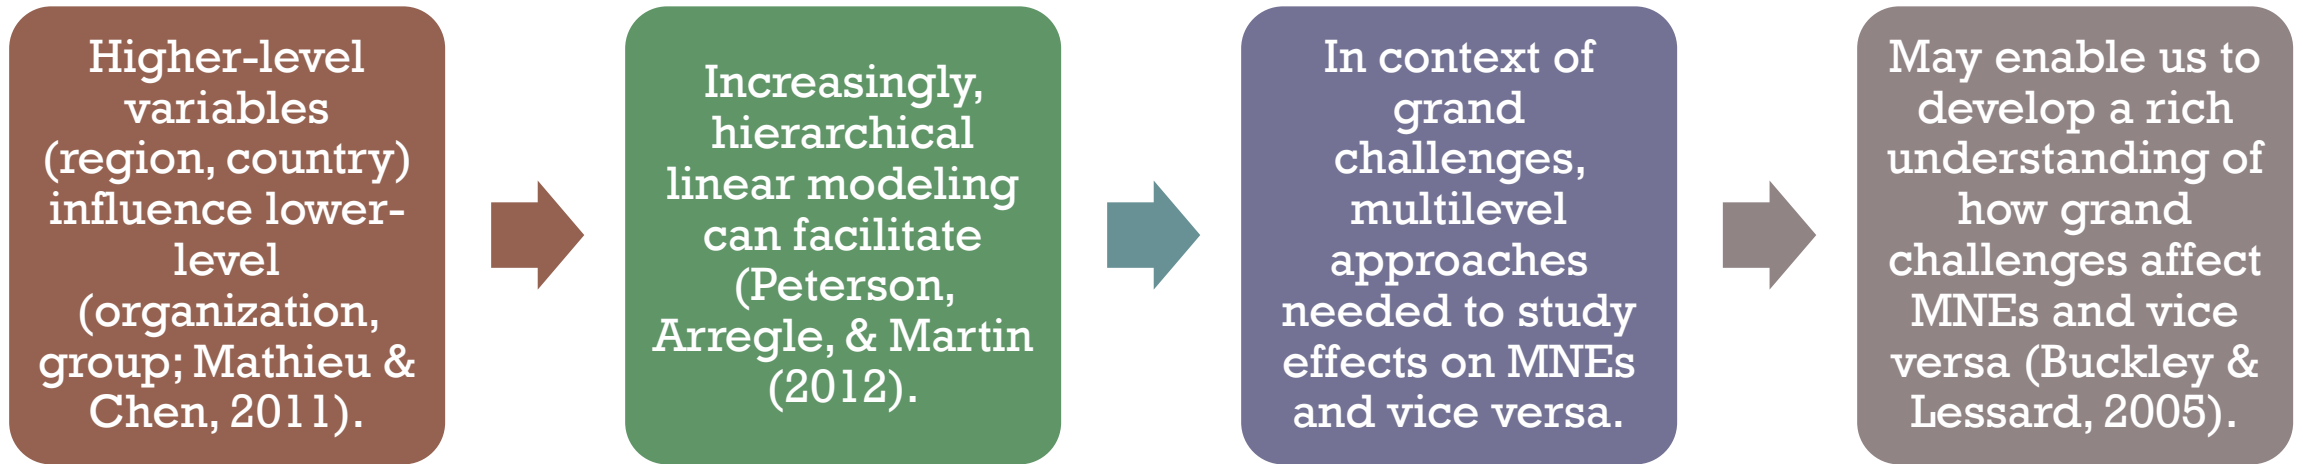 Higher-level
variables
(region, country)
influence lower-
level
(organization,
group; Mathieu &
Chen, 2011).
Increasingly,
hierarchical
linear modeling
can facilitate
(Peterson,
Arregle, & Martin
(2012).
In context of
grand
challenges,
multilevel
approaches
needed to study
effects on MNEs
and vice versa.
May enable us to
develop a rich
understanding of
how grand
challenges affect
MNEs and vice
versa (Buckley &
Lessard, 2005).